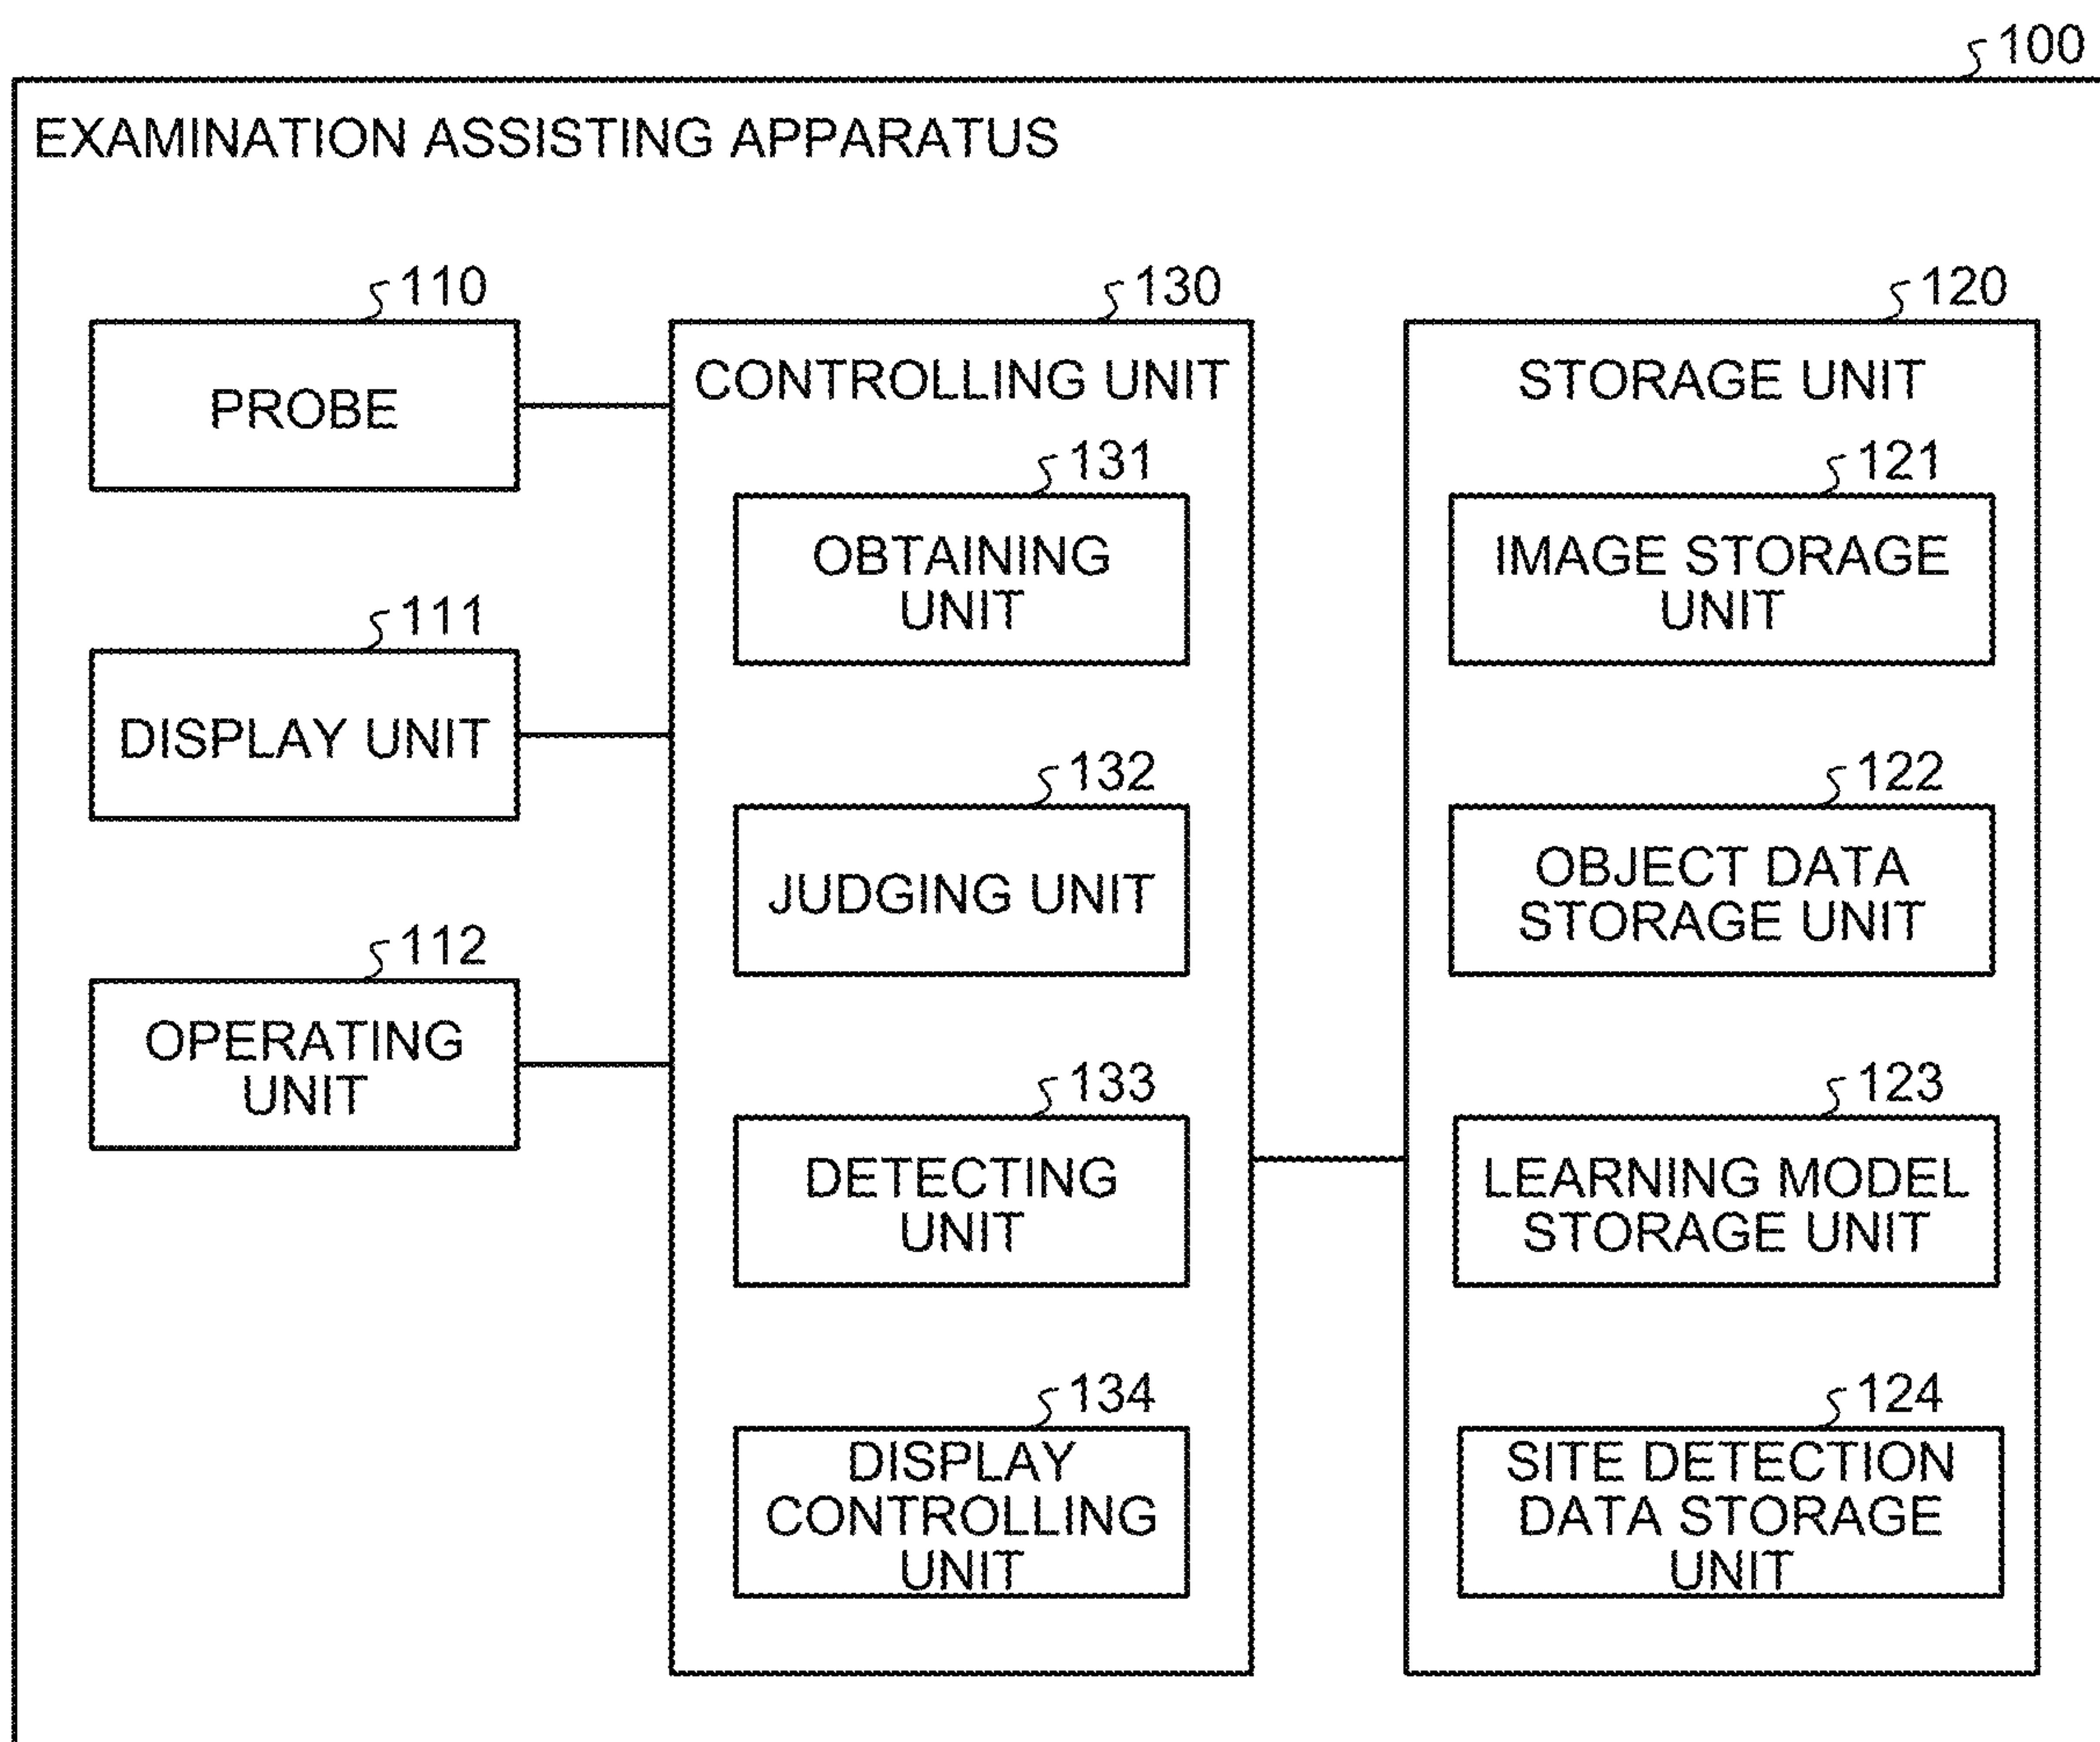 100
EXAMINATION ASSISTING APPARATUS
110
PROBE
111
DISPLAY UNIT
112
OPERATING
UNIT
130
CONTROLLING UNIT
131
OBTAINING
UNIT
132
JUDGING UNIT
133
DETECTING
UNIT
134
DISPLAY
CONTROLLING
UNIT
120
STORAGE UNIT
121
IMAGE STORAGE
UNIT
122
OBJECT DATA
STORAGE UNIT
123
LEARNING MODEL
STORAGE UNIT
124
SITE DETECTION
DATA STORAGE
UNIT